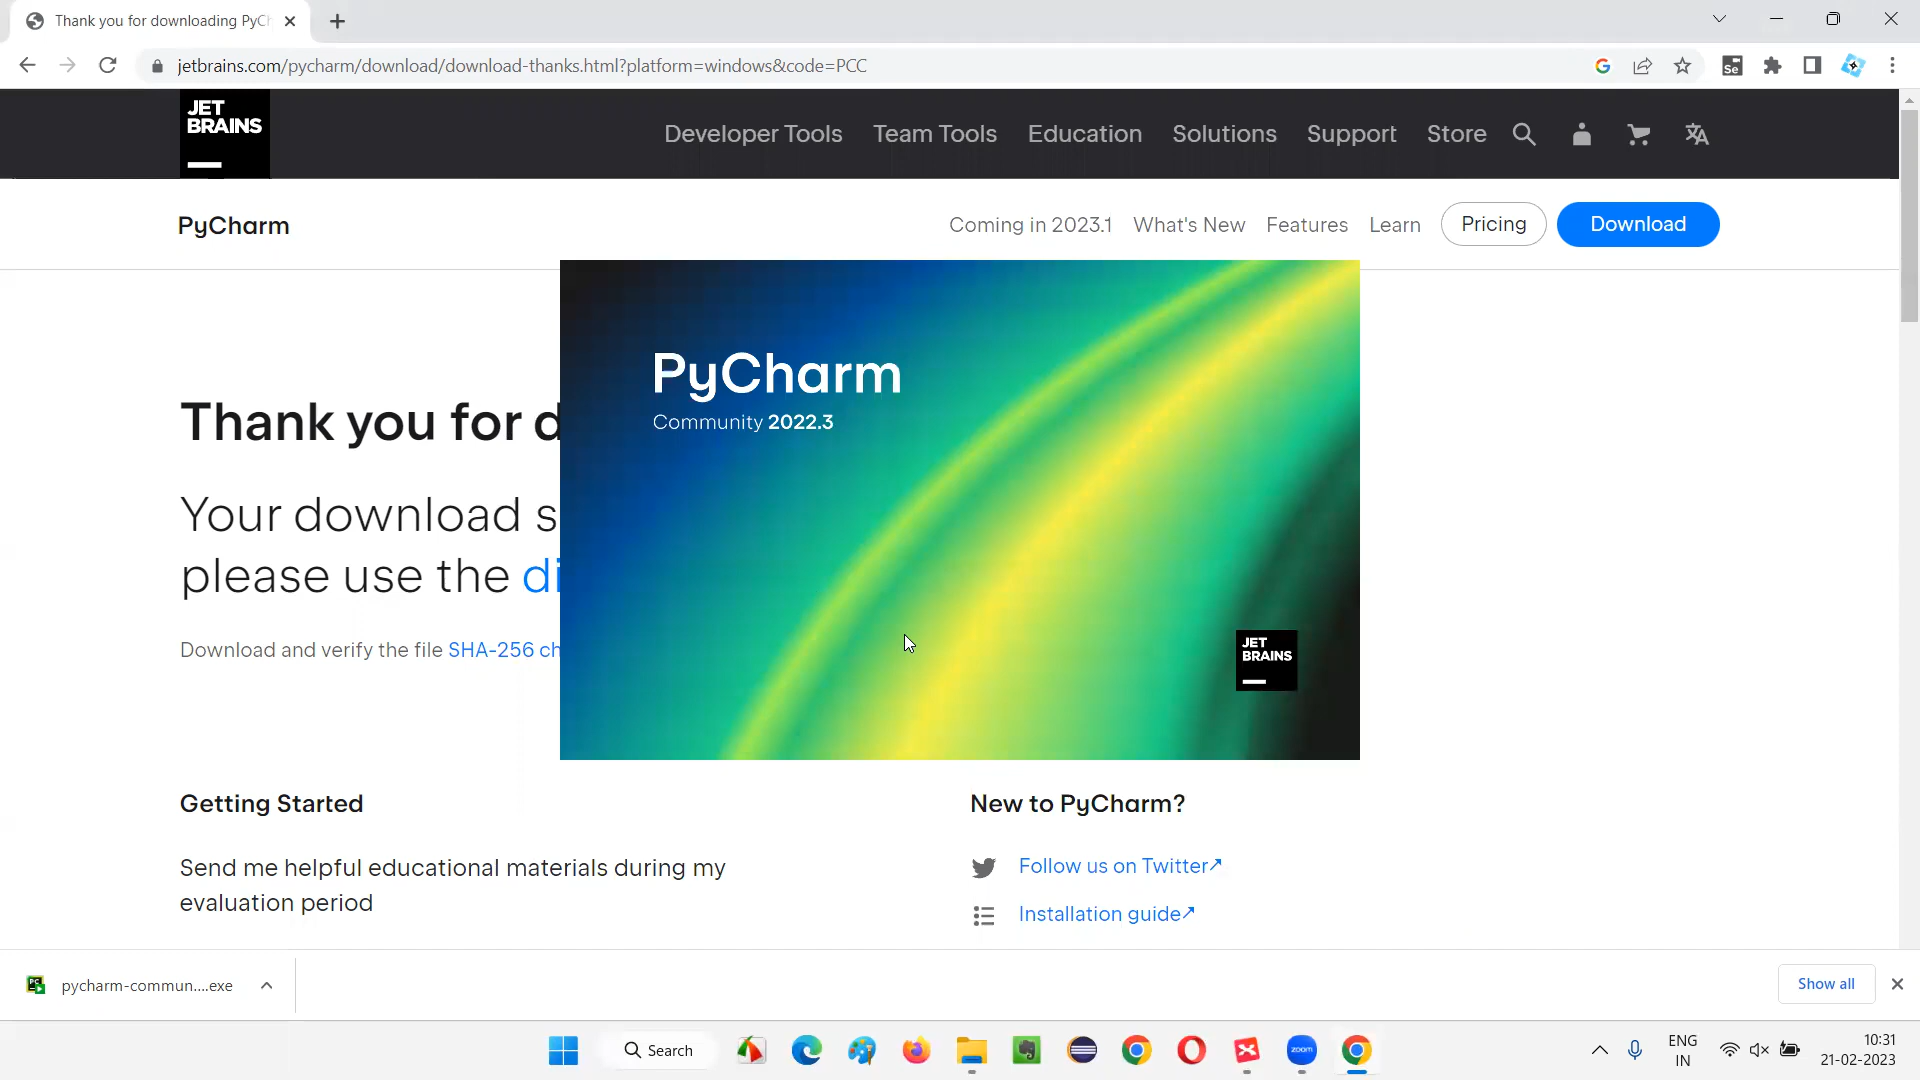 Thank you for downloading PyCh
jetbrains.com/pycharm/download/download-thanks.html?platform=windows&code=PCC
Se
JET
BRAINS
Developer Tools
Team Tools
Education
Solutions
Support
Store
PyCharm
Coming in 2023.1
What's New
Features
Learn
Pricing
Download
PyCharm
Community 2022.3
JET
BRAINS
Thank you for d
Your download s
please use the di
Download and verify the file SHA-256 ch
Getting Started
Send me helpful educational materials during my
evaluation period
New to PyCharm?
Follow us on Twitter↗
Installation guide↗
PC
pycharm-commun....exe
Show all
Search
zoom
ENG
IN
10:31
21-02-2023